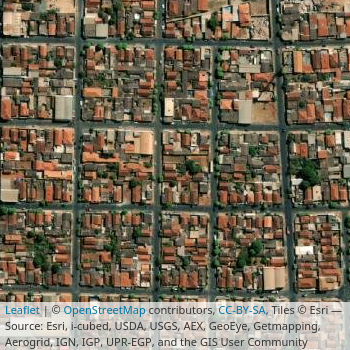 Leaflet | © OpenStreetMap contributors, CC-BY-SA, Tiles © Esri —
Source: Esri, i-cubed, USDA, USGS, AEX, GeoEye, Getmapping,
Aerogrid, IGN, IGP, UPR-EGP, and the GIS User Community